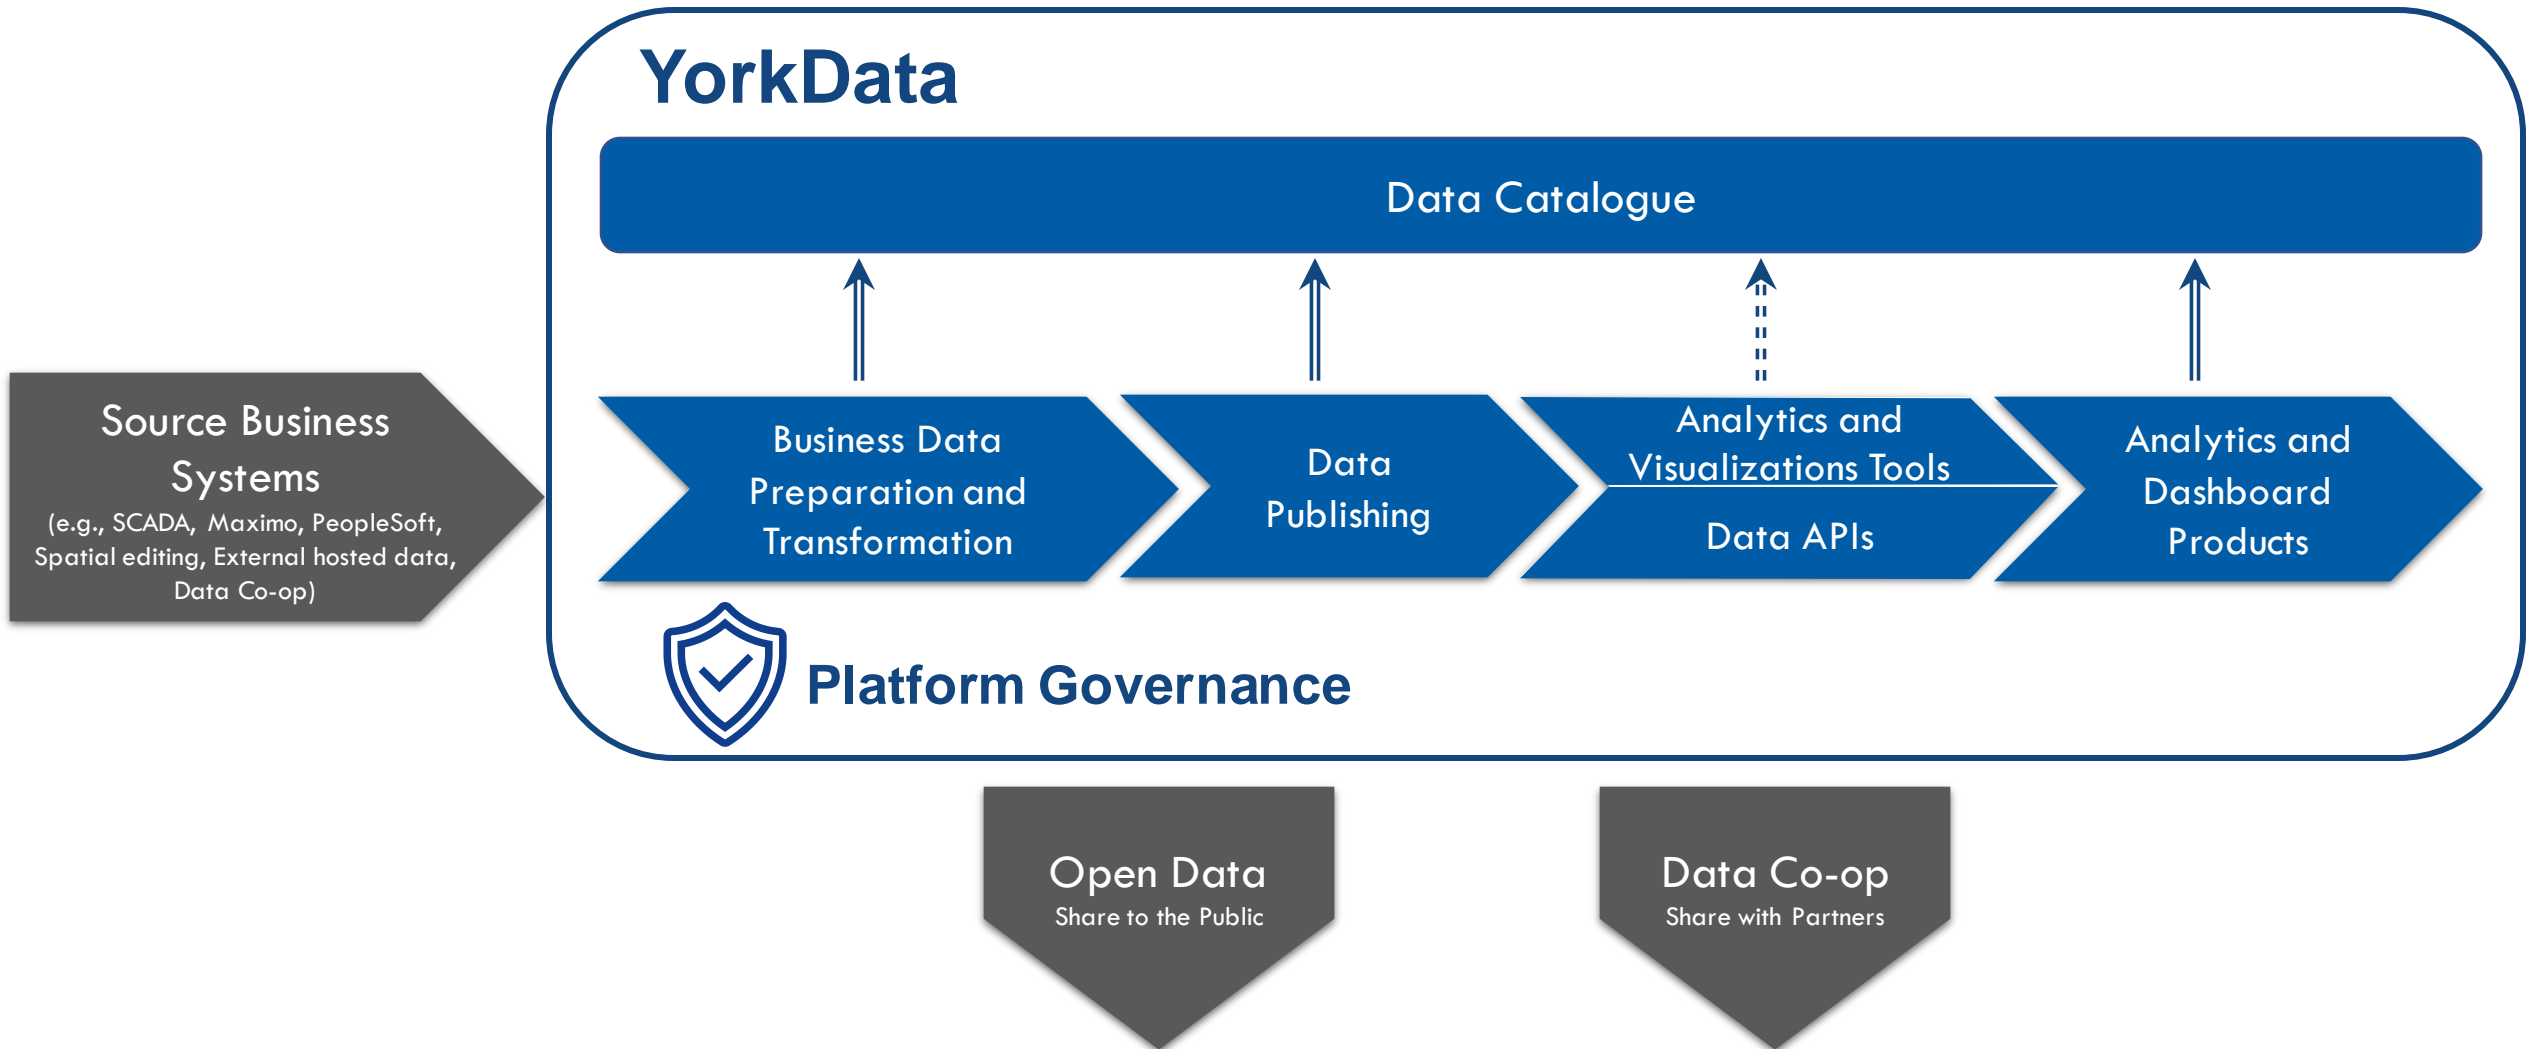 YorkData
Data Catalogue
Source Business
Systems
(e.g., SCADA, Maximo, PeopleSoft,
Spatial editing, External hosted data,
Data Co-op)
Business Data
Preparation and
Transformation
Data
Publishing
Analytics and
Visualizations Tools
Data APIs
Analytics and
Dashboard
Products
Platform Governance
Open Data
Share to the Public
Data Co-op
Share with Partners